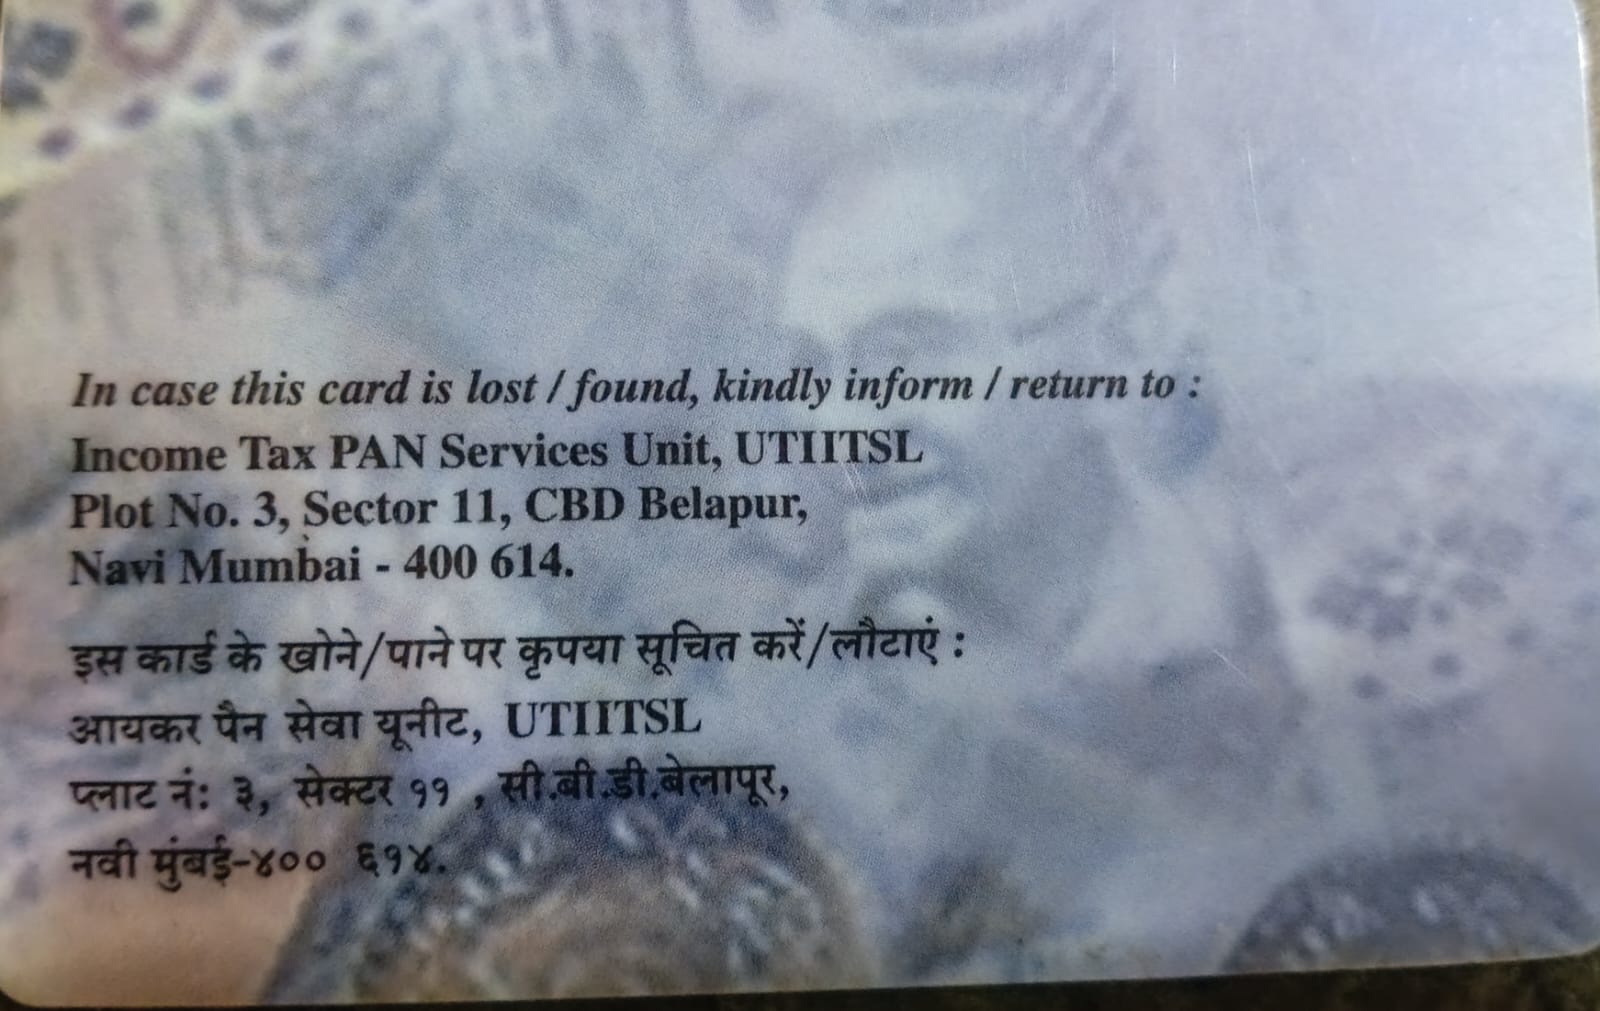 In case this card is lost / found, kindly inform / return to :
Income Tax PAN Services Unit, UTIITSL
Plot No. 3, Sector 11, CBD Belapur,
Navi Mumbai - 400 614.
इस कार्ड के खोने/पाने पर कृपया सूचित करें/लौटाएं :
आयकर पैन सेवा यूनीट, UTIITSL
प्लाट नं: ३, सेक्टर ११ , सी.बी.डी.बेलापूर,
नवी मुंबई-४०० ६१४.